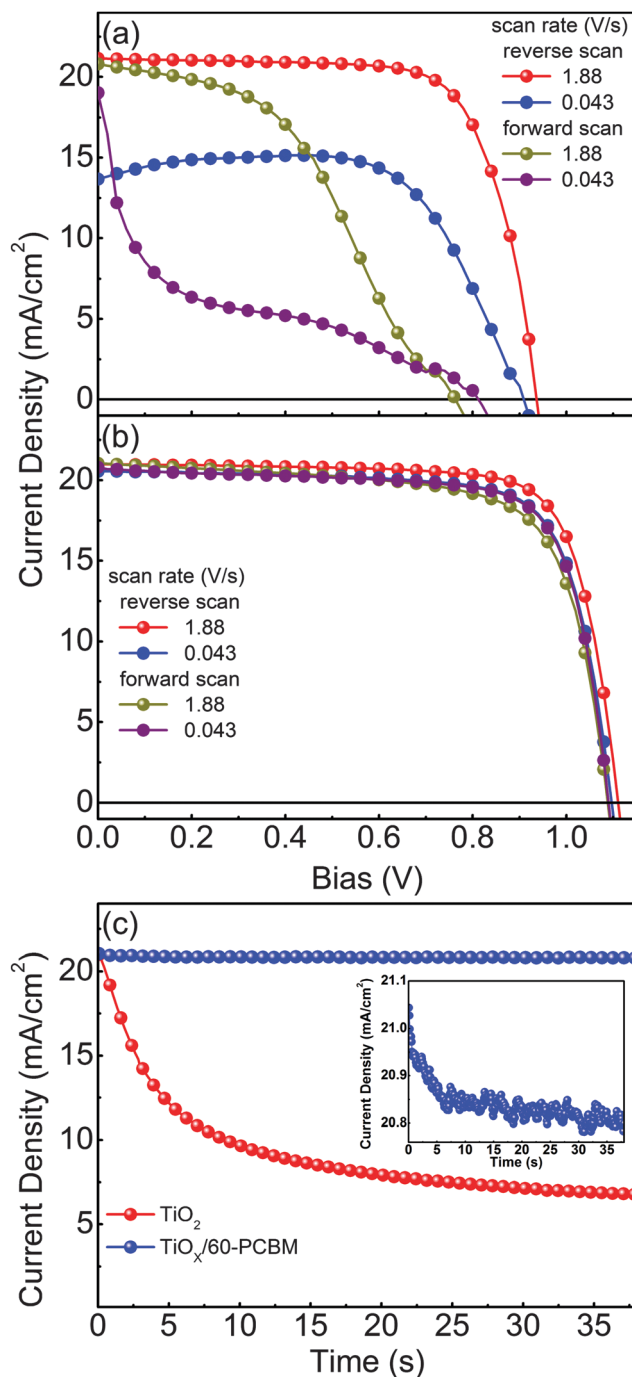 (a)
scan rate (V/s)
reverse scan
1.88
0.043
forward scan
1.88
0.043
20
15
10
5
0
(b)
20
15
10
5
0
scan rate (V/s)
reverse scan
1.88
0.043
forward scan
1.88
0.043
Current Density (mA/cm²)
0.0 0.2 0.4 0.6 0.8 1.0
Bias (V)
(c)
20
15
10
5
Current Density (mA/cm²)
21.1
21.0
20.9
20.8
Current Density (mA/cm²)
0 5 10 15 20 25 30 35
Time (s)
TiO₂
TiOₓ/60-PCBM
0 5 10 15 20 25 30 35
Time (s)